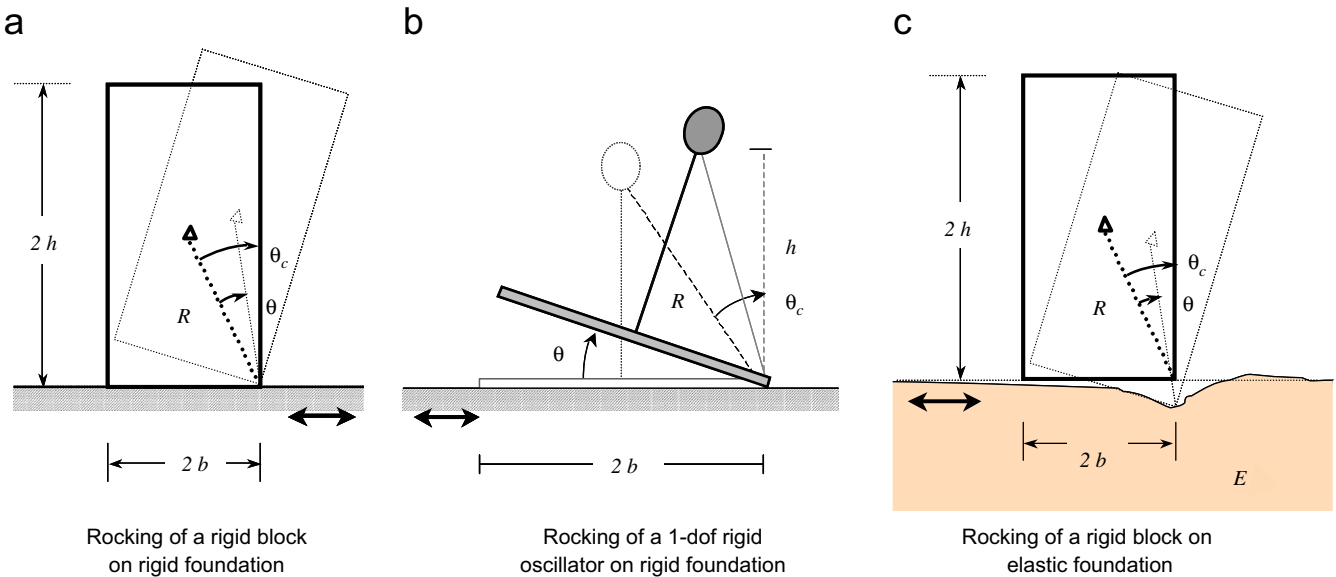 a
b
c
2 h
R
θc
θ
2 b
Rocking of a rigid block
on rigid foundation
θ
R
h
θc
2 b
Rocking of a 1-dof rigid
oscillator on rigid foundation
2 h
R
θc
θ
2 b
E
Rocking of a rigid block on
elastic foundation